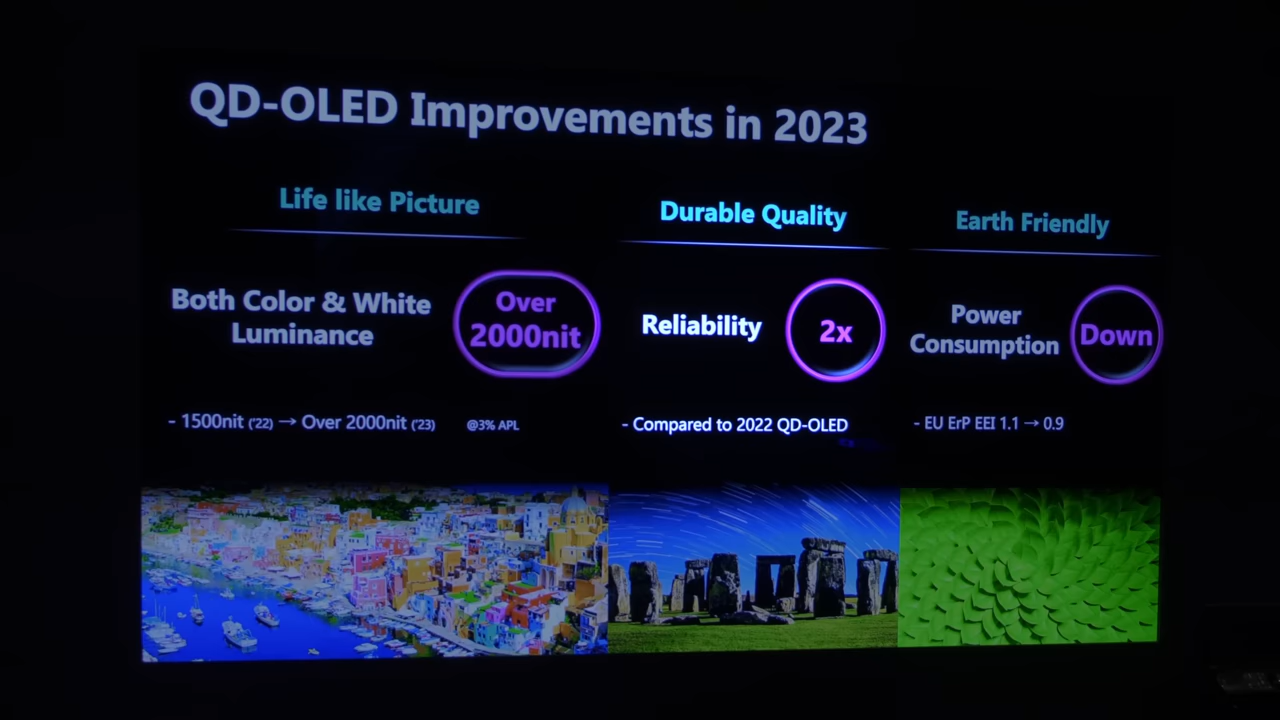 QD-OLED Improvements in 2023
Life like Picture
Both Color & White
Luminance
Over
2000nit
- 1500nit ('22) → Over 2000nit ('23) @3% APL
Durable Quality
Reliability
2x
- Compared to 2022 QD-OLED
Earth Friendly
Power
Consumption
Down
- EU ErP EEI 1.1 → 0.9